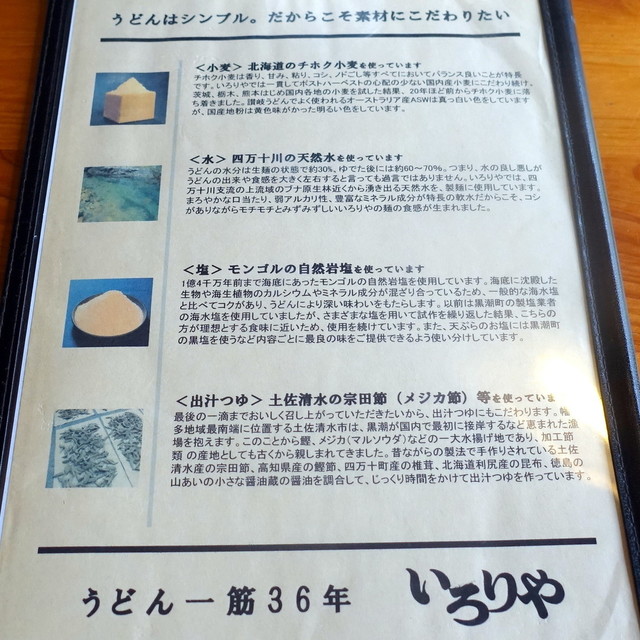 うどんはシンプル。だからこそ素材にこだわりたい
＜小麦＞ 北海道のチホク小麦を使っています
チホク小麦は香り、甘み、粘り、コシ、ノドごし等すべてにおいてバランス良いことが特長
です。いろりやでは一貫してポストハーベストの心配の少ない国内産小麦にこだわり続け、
茨城、栃木、熊本はじめ国内各地の小麦を試した結果、20年ほど前からチホク小麦に落
ち着きました。讃岐うどんでよく使われるオーストラリア産ASWは真っ白い色をしています
が、国産地粉は黄色味がかった明るい色をしています。
＜水＞ 四万十川の天然水を使っています
うどんの水分は生麺の状態で約30%、ゆでた後には約60～70%。つまり、水の良し悪しが
うどんの出来や食感を大きく左右すると言っても過言ではありません。いろりやでは、四
万十川支流の上流域のブナ原生林近くから湧き出る天然水を、製麺に使用しています。
まろやかな口当たり、弱アルカリ性、豊富なミネラル成分が特長の軟水だからこそ、コシ
がありながらモチモチとみずみずしいいろりやの麺の食感が生まれました。
＜塩＞ モンゴルの自然岩塩を使っています
1億4千万年前まで海底にあったモンゴルの自然岩塩を使用しています。海底に沈殿した
生物や海生植物のカルシウムやミネラル成分が混ざり合っているため、一般的な海水塩
と比べてコクがあり、うどんにより深い味わいをもたらします。以前は黒潮町の製塩業者
の海水塩を使用していましたが、さまざまな塩を用いて試作を繰り返した結果、こちらの
方が理想とする食味に近いため、使用を続けています。また、天ぷらのお塩には黒潮町
の黒塩を使うなど内容ごとに最良の味をご提供できるよう使い分けしています。
＜出汁つゆ＞ 土佐清水の宗田節（メジカ節）等を使っていま
最後の一滴までおいしく召し上がっていただきたいから、出汁つゆにもこだわります。幡
多地域最南端に位置する土佐清水市は、黒潮が国内で最初に接岸するなど恵まれた漁
場を抱えます。このことから鰹、メジカ(マルソウダ)などの一大水揚げ地であり、加工節
類の産地としても古くから親しまれてきました。昔ながらの製法で手作りされている土佐
清水産の宗田節、高知県産の鰹節、四万十町産の椎茸、北海道利尻産の昆布、徳島の
山あいの小さな醤油蔵の醤油を調合して、じっくり時間をかけて出汁つゆを作っています。
うどん一筋36年
いろりや